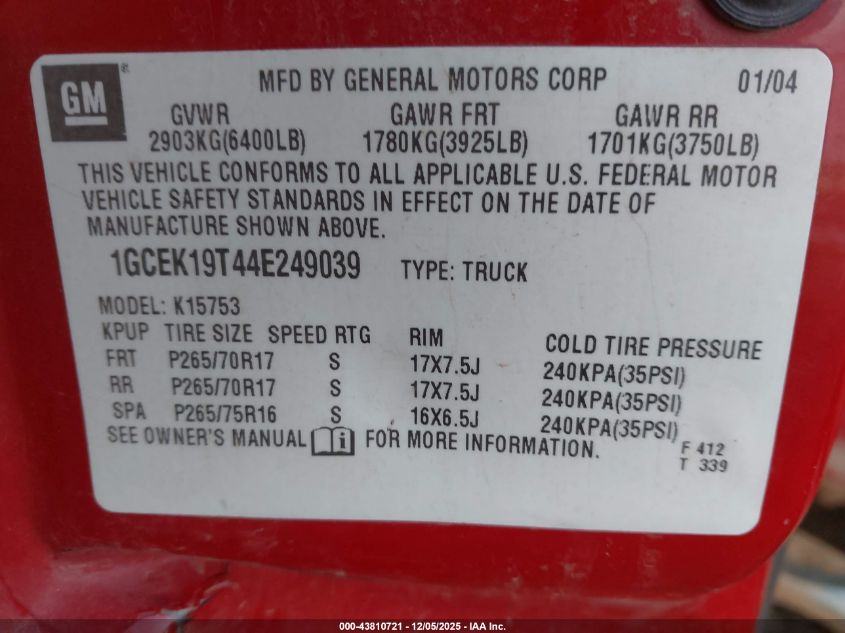 GM® MFD BY GENERAL MOTORS CORP 01/04
GVWR GAWR FRT GAWR RR
2903KG(6400LB) 1780KG(3925LB) 1701KG(3750LB)
THIS VEHICLE CONFORMS TO ALL APPLICABLE U.S. FEDERAL MOTOR
VEHICLE SAFETY STANDARDS IN EFFECT ON THE DATE OF
MANUFACTURE SHOWN ABOVE.
1GCEK19T44E249039 TYPE: TRUCK
MODEL: K15753
KPUP TIRE SIZE SPEED RTG RIM COLD TIRE PRESSURE
FRT P265/70R17 S 17X7.5J 240KPA(35PSI)
RR P265/70R17 S 17X7.5J 240KPA(35PSI)
SPA P265/75R16 S 16X6.5J 240KPA(35PSI)
SEE OWNER'S MANUAL i FOR MORE INFORMATION.
F 412
T 339
000-43810721 - 12/05/2025 - IAA Inc.